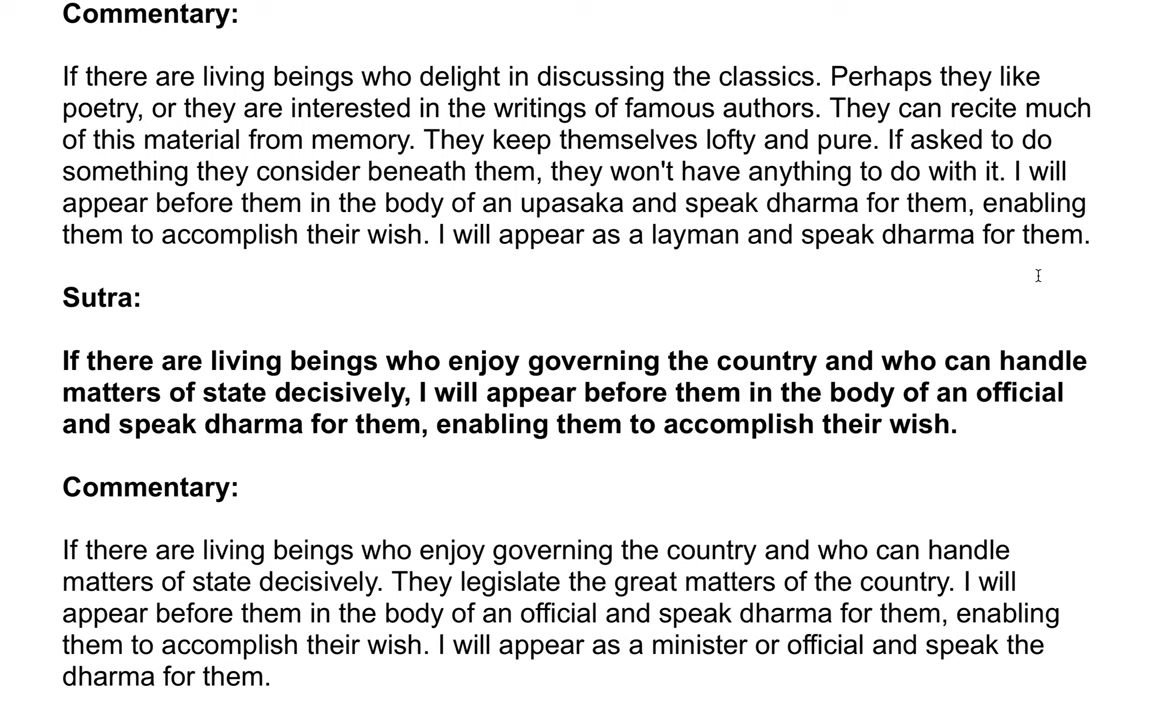 Commentary:
If there are living beings who delight in discussing the classics. Perhaps they like
poetry, or they are interested in the writings of famous authors. They can recite much
of this material from memory. They keep themselves lofty and pure. If asked to do
something they consider beneath them, they won't have anything to do with it. I will
appear before them in the body of an upasaka and speak dharma for them, enabling
them to accomplish their wish. I will appear as a layman and speak dharma for them.
Sutra:
If there are living beings who enjoy governing the country and who can handle
matters of state decisively, I will appear before them in the body of an official
and speak dharma for them, enabling them to accomplish their wish.
Commentary:
If there are living beings who enjoy governing the country and who can handle
matters of state decisively. They legislate the great matters of the country. I will
appear before them in the body of an official and speak dharma for them, enabling
them to accomplish their wish. I will appear as a minister or official and speak the
dharma for them.